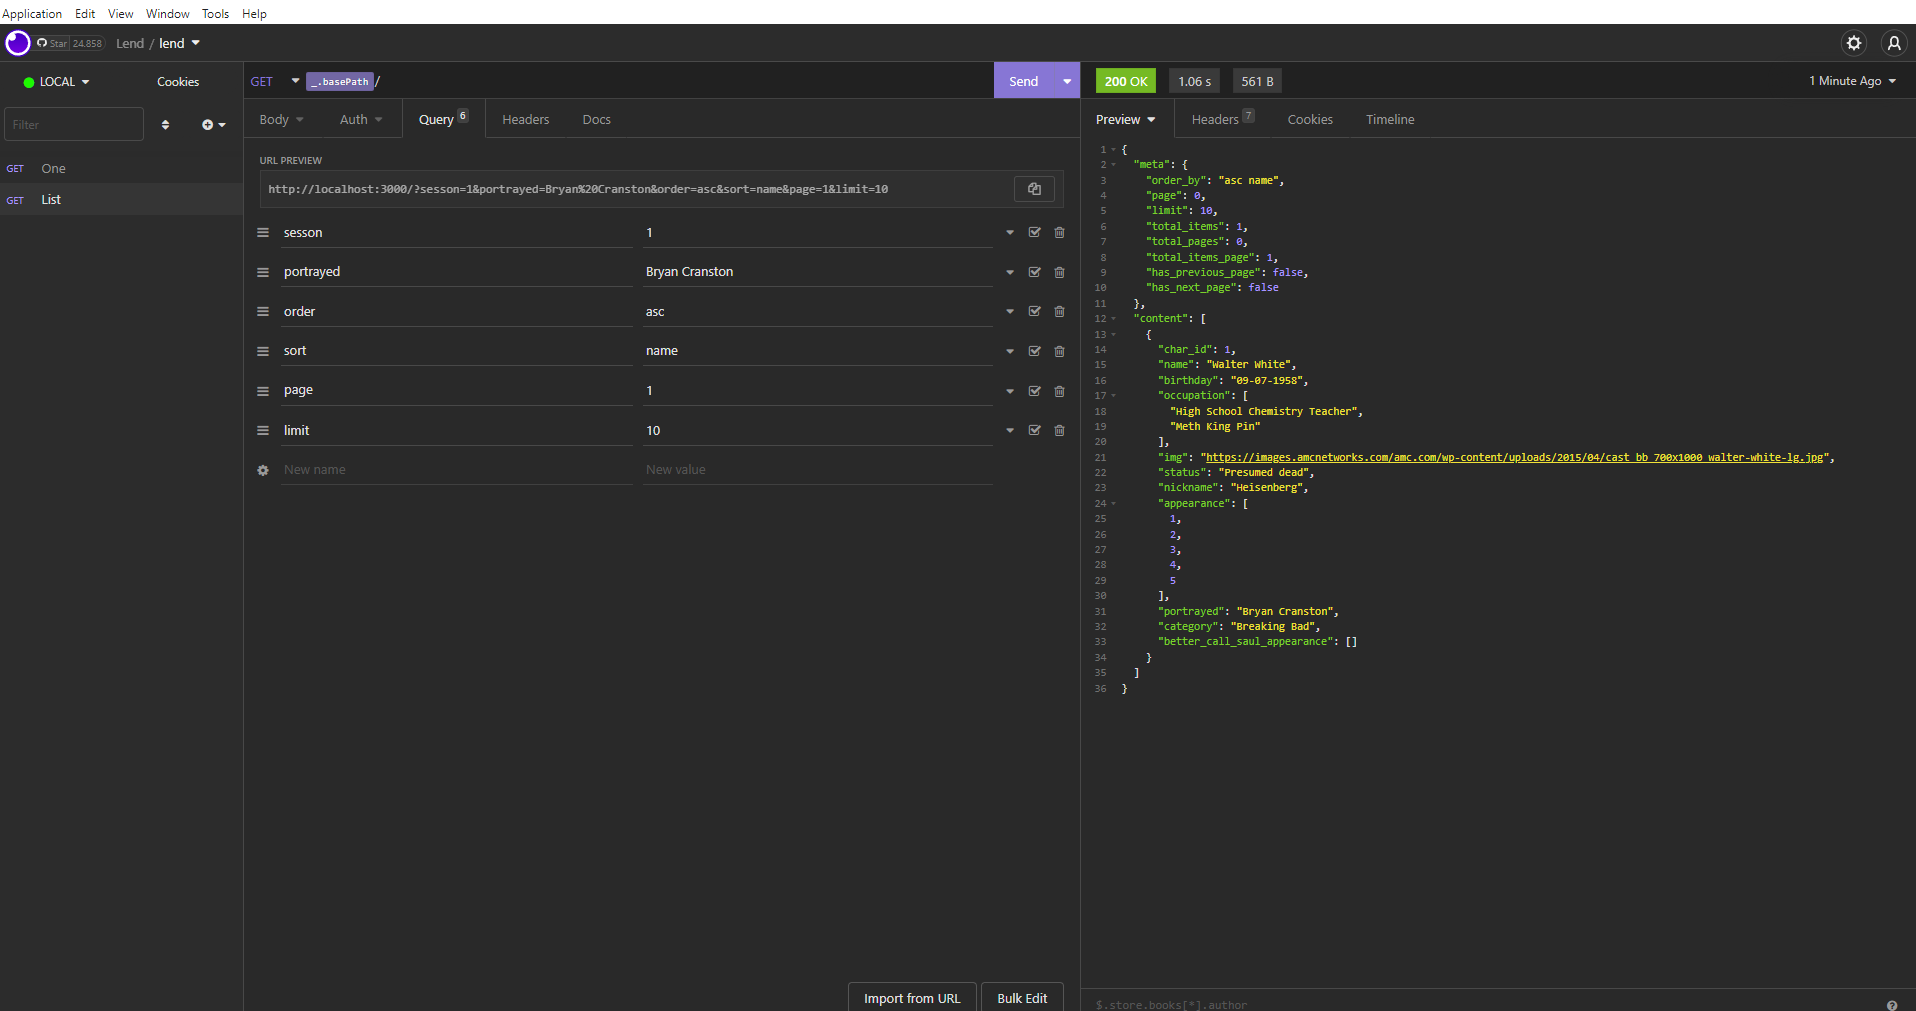 Application Edit View Window Tools Help
Star 24.858 Lend / lend
LOCAL Cookies
Filter
GET One
GET List
GET _.basePath / Send
Body Auth Query 6 Headers Docs
URL PREVIEW
http://localhost:3000/?sesson=1&portrayed=Bryan%20Cranston&order=asc&sort=name&page=1&limit=10
sesson 1
portrayed Bryan Cranston
order asc
sort name
page 1
limit 10
New name New value
Import from URL Bulk Edit
200 OK 1.06 s 561 B 1 Minute Ago
Preview Headers 7 Cookies Timeline
1 {
2 "meta": {
3 "order_by": "asc name",
4 "page": 0,
5 "limit": 10,
6 "total_items": 1,
7 "total_pages": 0,
8 "total_items_page": 1,
9 "has_previous_page": false,
10 "has_next_page": false
11 },
12 "content": [
13 {
14 "char_id": 1,
15 "name": "Walter White",
16 "birthday": "09-07-1958",
17 "occupation": [
18 "High School Chemistry Teacher",
19 "Meth King Pin"
20 ],
21 "img": "https://images.amcnetworks.com/amc.com/wp-content/uploads/2015/04/cast_bb_700x1000_walter-white-lg.jpg",
22 "status": "Presumed dead",
23 "nickname": "Heisenberg",
24 "appearance": [
25 1,
26 2,
27 3,
28 4,
29 5
30 ],
31 "portrayed": "Bryan Cranston",
32 "category": "Breaking Bad",
33 "better_call_saul_appearance": []
34 }
35 ]
36 }
$.store.books[*].author